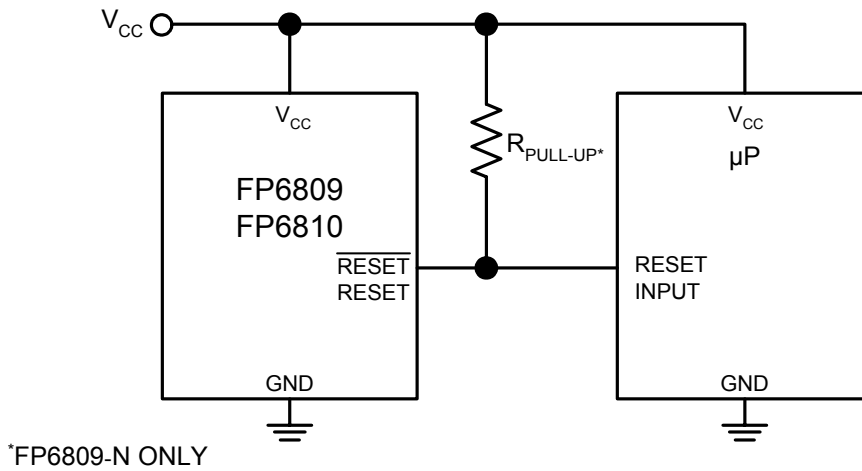 VCC
VCC
FP6809
FP6810
RESET
RESET
GND
RPULL-UP*
VCC
µP
RESET
INPUT
GND
*FP6809-N ONLY